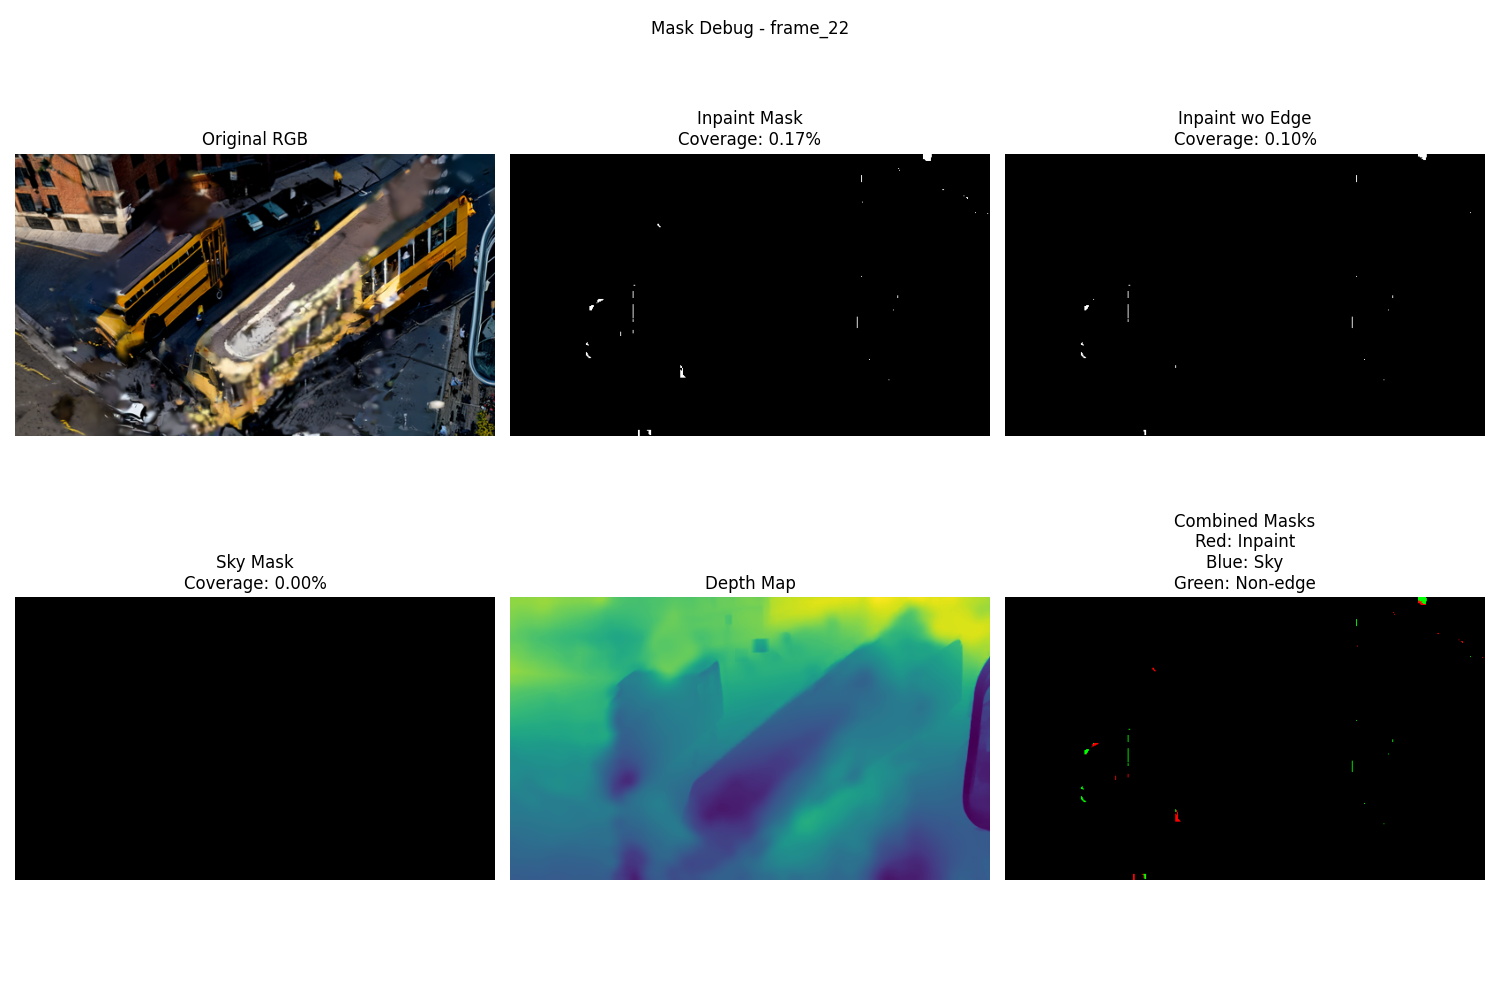 Mask Debug - frame_22
Original RGB
Inpaint Mask
Coverage: 0.17%
Inpaint wo Edge
Coverage: 0.10%
Sky Mask
Coverage: 0.00%
Depth Map
Combined Masks
Red: Inpaint
Blue: Sky
Green: Non-edge